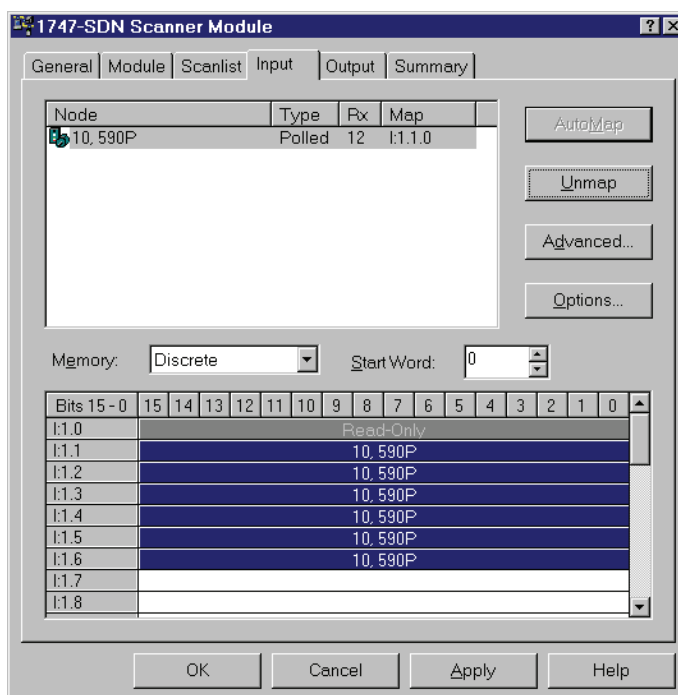 1747-SDN Scanner Module
General Module Scanlist Input Output Summary
Node Type Rx Map
10, 590P Polled 12 I:1.1.0
AutoMap
Unmap
Advanced...
Options...
Memory: Discrete Start Word: 0
Bits 15 - 0 15 14 13 12 11 10 9 8 7 6 5 4 3 2 1 0
I:1.0 Read-Only
I:1.1 10, 590P
I:1.2 10, 590P
I:1.3 10, 590P
I:1.4 10, 590P
I:1.5 10, 590P
I:1.6 10, 590P
I:1.7
I:1.8
OK Cancel Apply Help